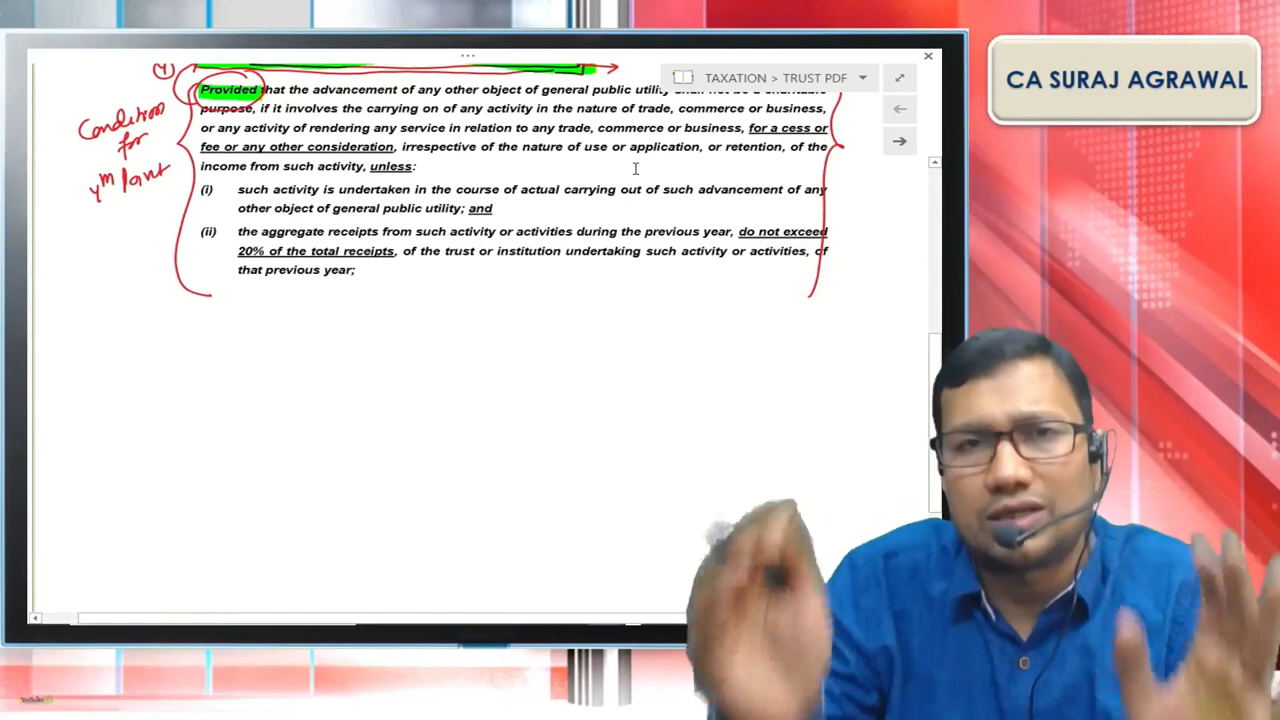 CA SURAJ AGRAWAL
TAXATION > TRUST PDF
(4)
Provided that the advancement of any other object of general public utility shall not be a charitable
purpose, if it involves the carrying on of any activity in the nature of trade, commerce or business,
or any activity of rendering any service in relation to any trade, commerce or business, for a cess or
fee or any other consideration, irrespective of the nature of use or application, or retention, of the
income from such activity, unless:
(i) such activity is undertaken in the course of actual carrying out of such advancement of any
other object of general public utility; and
(ii) the aggregate receipts from such activity or activities during the previous year, do not exceed
20% of the total receipts, of the trust or institution undertaking such activity or activities, of
that previous year;
Conditions
for
4th Point